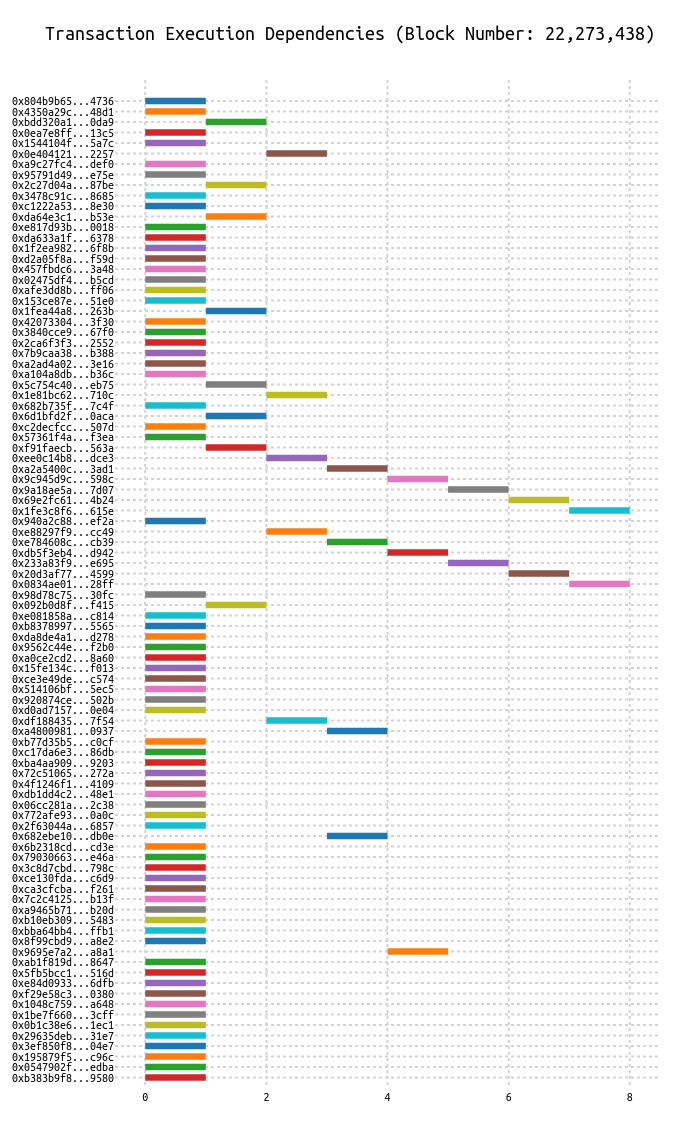 Transaction Execution Dependencies (Block Number: 22,273,438)
0x804b9b65...4736
0x4350a29c...48d1
0xbdd320a1...0da9
0x0ea7e8ff...13c5
0x1544104f...5a7c
0x0e404121...2257
0xa9c27fc4...def0
0x95791d49...e75e
0x2c27d04a...87be
0x3478c91c...8685
0xc1222a53...8e30
0xda64e3c1...b53e
0xe817d93b...0018
0xda633a1f...6378
0x1f2ea982...6f8b
0xd2a05f8a...f59d
0x457fbdc6...3a48
0x02475df4...b5cd
0xafe3dd8b...ff06
0x153ce87e...51e0
0x1fea44a8...263b
0x42073304...3f30
0x3840cce9...67f0
0x2ca6f3f3...2552
0x7b9caa38...b388
0xa2ad4a02...3e16
0xa104a8db...b36c
0x5c754c40...eb75
0x1e81bc62...710c
0x682b735f...7c4f
0x6d1bfd2f...0aca
0xc2decfcc...507d
0x57361f4a...f3ea
0xf91faecb...563a
0xee0c14b8...dce3
0xa2a5400c...3ad1
0x9c945d9c...598c
0x9a18ae5a...7d07
0x69e2fc61...4b24
0x1fe3c8f6...615e
0x940a2c88...ef2a
0xe88297f9...cc49
0xe784608c...cb39
0xdb5f3eb4...d942
0x233a83f9...e695
0x20d3af77...4599
0x0834ae01...28ff
0x98d78c75...30fc
0x092b0d8f...f415
0xe081858a...c814
0xb8378997...5565
0xda8de4a1...d278
0x9562c44e...f2b0
0xa0ce2cd2...8a60
0x15fe134c...f013
0xce3e49de...c574
0x514106bf...5ec5
0x920874ce...502b
0xd0ad7157...0e04
0xdf188435...7f54
0xa4800981...0937
0xb77d35b5...c0cf
0xc17da6e3...86db
0xba4aa909...9203
0x72c51065...272a
0x4f1246f1...4109
0xdb1dd4c2...48e1
0x06cc281a...2c38
0x772afe93...0a0c
0x2f63044a...6857
0x682ebe10...db0e
0x6b2318cd...cd3e
0x79030663...e46a
0x3c8d7cbd...798c
0xce130fda...c6d9
0xca3cfcba...f261
0x7c2c4125...b13f
0xa9465b71...b20d
0xb10eb309...5483
0xbba64bb4...ffb1
0x8f99cbd9...a8e2
0x9695e7a2...a8a1
0xab1f819d...8647
0x5fb5bcc1...516d
0xe84d0933...6dfb
0xf29e58c3...0380
0x1048c759...a648
0x1be7f660...3cff
0x0b1c38e6...1ec1
0x29635deb...31e7
0x3ef850f8...04e7
0x195879f5...c96c
0x0547902f...edba
0xb383b9f8...9580
0 2 4 6 8